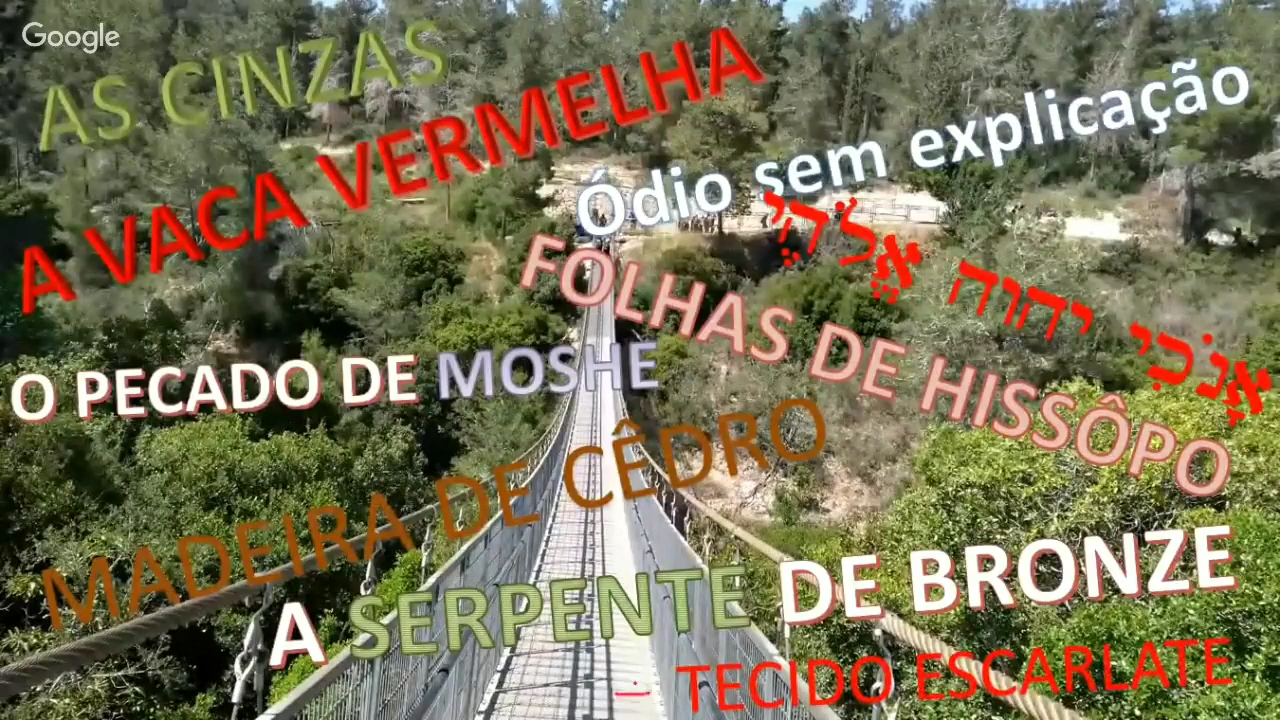 Google
AS CINZAS
A VACA VERMELHA
Ódio sem explicação
אָנֹכִי יהוה אֱלֹהֶי
FOLHAS DE HISSÔPO
O PECADO DE MOSHE
MADEIRA DE CÊDRO
A SERPENTE DE BRONZE
TECIDO ESCARLATE